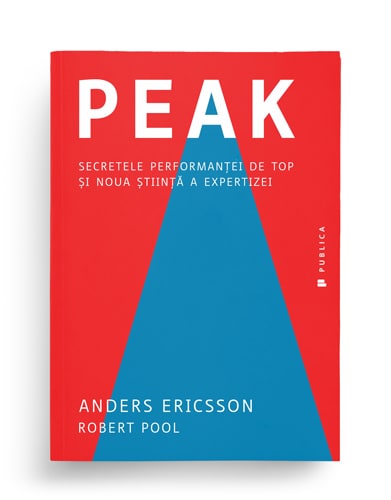 PEAK
SECRETELE PERFORMANȚEI DE TOP
ȘI NOUA ȘTIINȚĂ A EXPERTIZEI
PUBLICA
ANDERS ERICSSON
ROBERT POOL